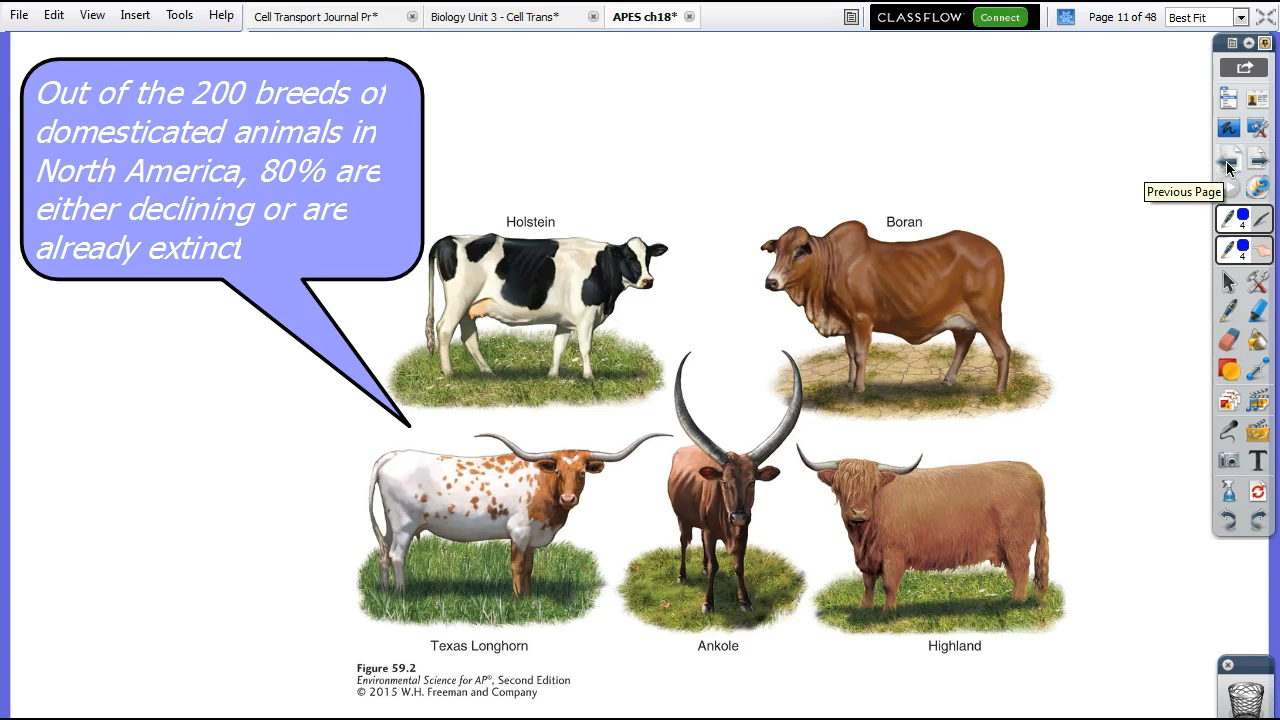 File Edit View Insert Tools Help
Cell Transport Journal Pr*
Biology Unit 3 - Cell Trans*
APES ch18*
CLASSFLOW Connect
Page 11 of 48
Best Fit
Out of the 200 breeds of
domesticated animals in
North America, 80% are
either declining or are
already extinct
Previous Page
4
4
Holstein
Boran
Texas Longhorn
Ankole
Highland
Figure 59.2
Environmental Science for AP®, Second Edition
© 2015 W.H. Freeman and Company